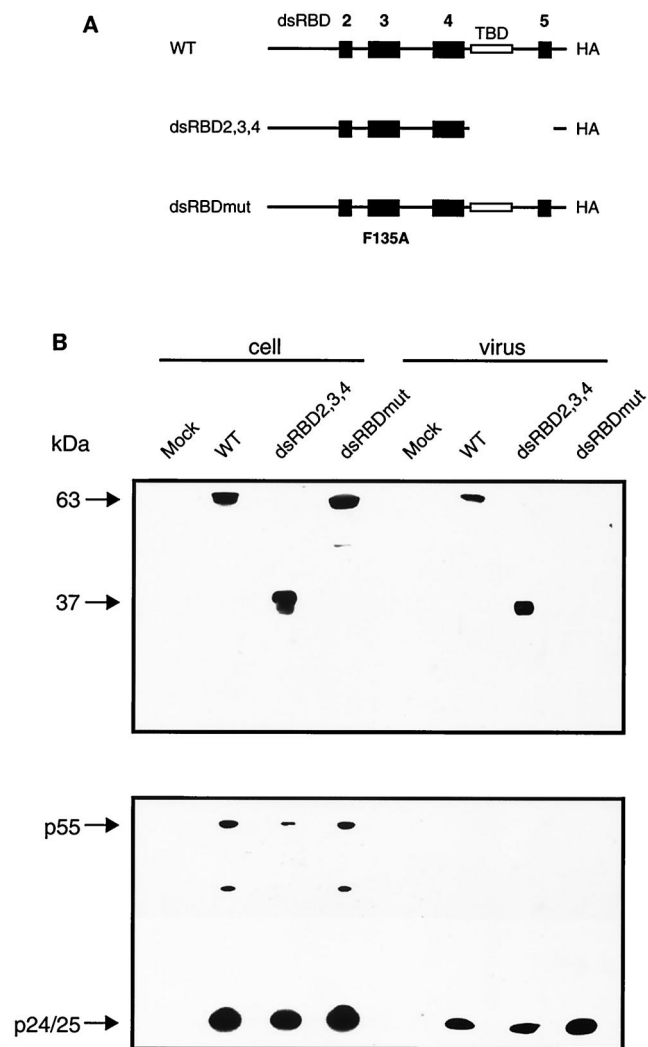 A
dsRBD 2 3 4 TBD 5
WT HA
dsRBD2,3,4 HA
dsRBDmut HA
F135A
B
cell virus
kDa Mock WT dsRBD2,3,4 dsRBDmut Mock WT dsRBD2,3,4 dsRBDmut
63
37
p55
p24/25